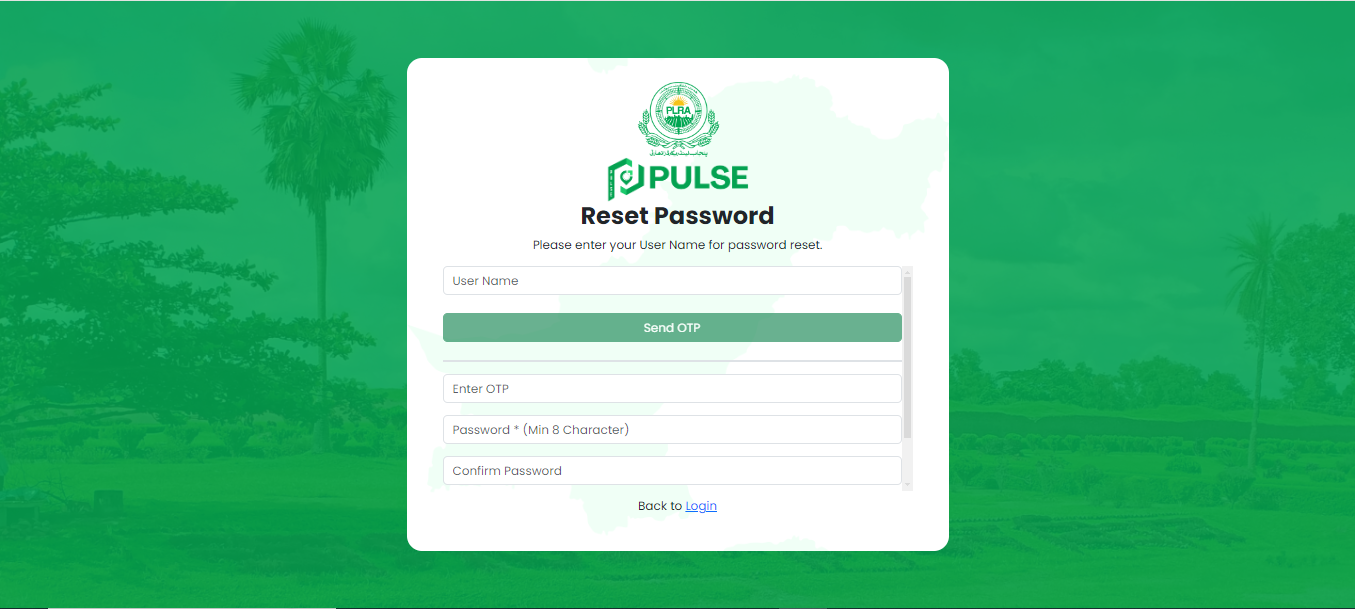 PLRA
PULSE
Reset Password
Please enter your User Name for password reset.
User Name
Send OTP
Enter OTP
Password * (Min 8 Character)
Confirm Password
Back to Login